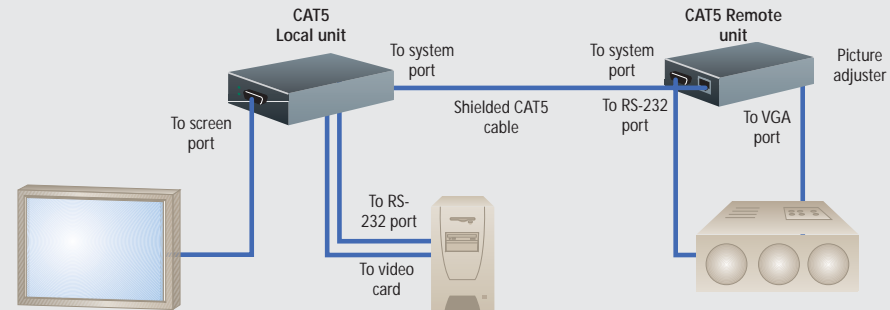 CAT5
Local unit
To system
port
Shielded CAT5
cable
To screen
port
To RS-
232 port
To video
card
CAT5 Remote
unit
To system
port
Picture
adjuster
To RS-232
port
To VGA
port